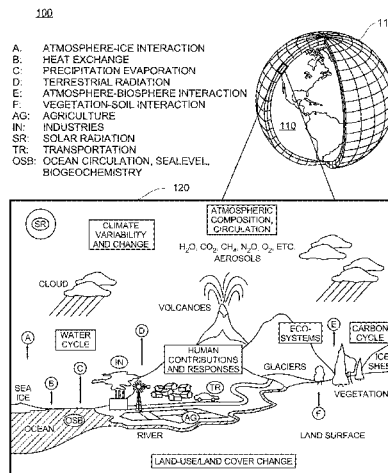 100
A: ATMOSPHERE-ICE INTERACTION
B: HEAT EXCHANGE
C: PRECIPITATION EVAPORATION
D: TERRESTRIAL RADIATION
E: ATMOSPHERE-BIOSPHERE INTERACTION
F: VEGETATION-SOIL INTERACTION
AG: AGRICULTURE
IN: INDUSTRIES
SR: SOLAR RADIATION
TR: TRANSPORTATION
OSB: OCEAN CIRCULATION, SEALEVEL,
BIOGEOCHEMISTRY
110
120
SR
CLIMATE
VARIABILITY
AND CHANGE
ATMOSPHERIC
COMPOSITION,
CIRCULATION
H₂O, CO₂, CH₄, N₂O, O₂, ETC.
AEROSOLS
CLOUD
VOLCANOES
A
WATER
CYCLE
D
HUMAN
CONTRIBUTIONS
AND RESPONSES
ECO-
SYSTEMS
E
CARBON
CYCLE
IN
C
B
SEA
ICE
TR
GLACIERS
ICE
VEGETATION
OCEAN
OSB
RIVER
AG
F
LAND SURFACE
LAND-USE/LAND COVER CHANGE